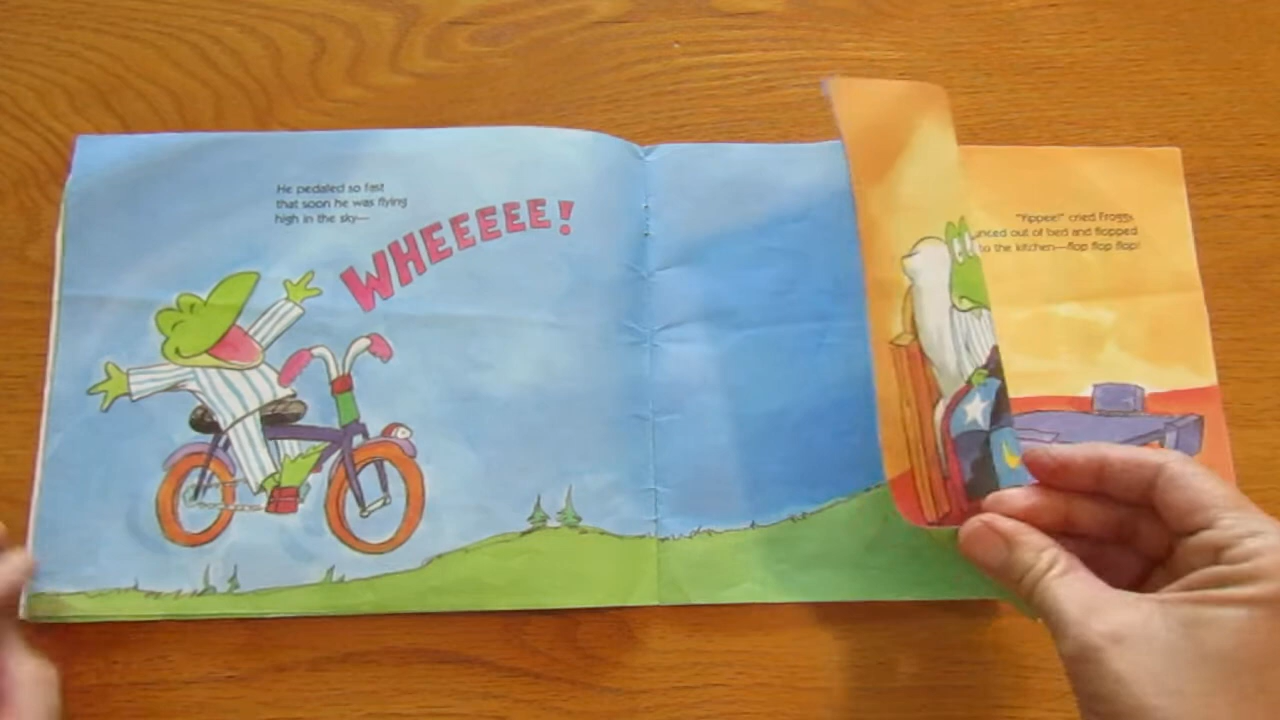 He pedaled so fast
that soon he was flying
high in the sky—
WHEEEEE!
"Yippee!" cried Froggy.
out of bed and flopped
to the kitchen—flop flop flop!